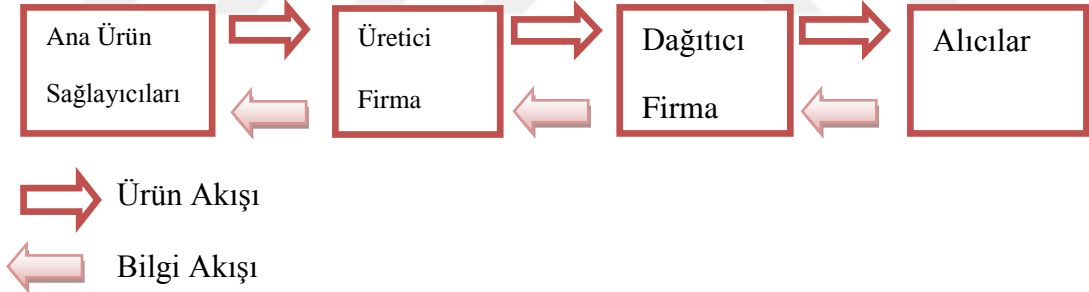 Ana Ürün
Sağlayıcıları
Üretici
Firma
Dağıtıcı
Firma
Alıcılar
Ürün Akışı
Bilgi Akışı